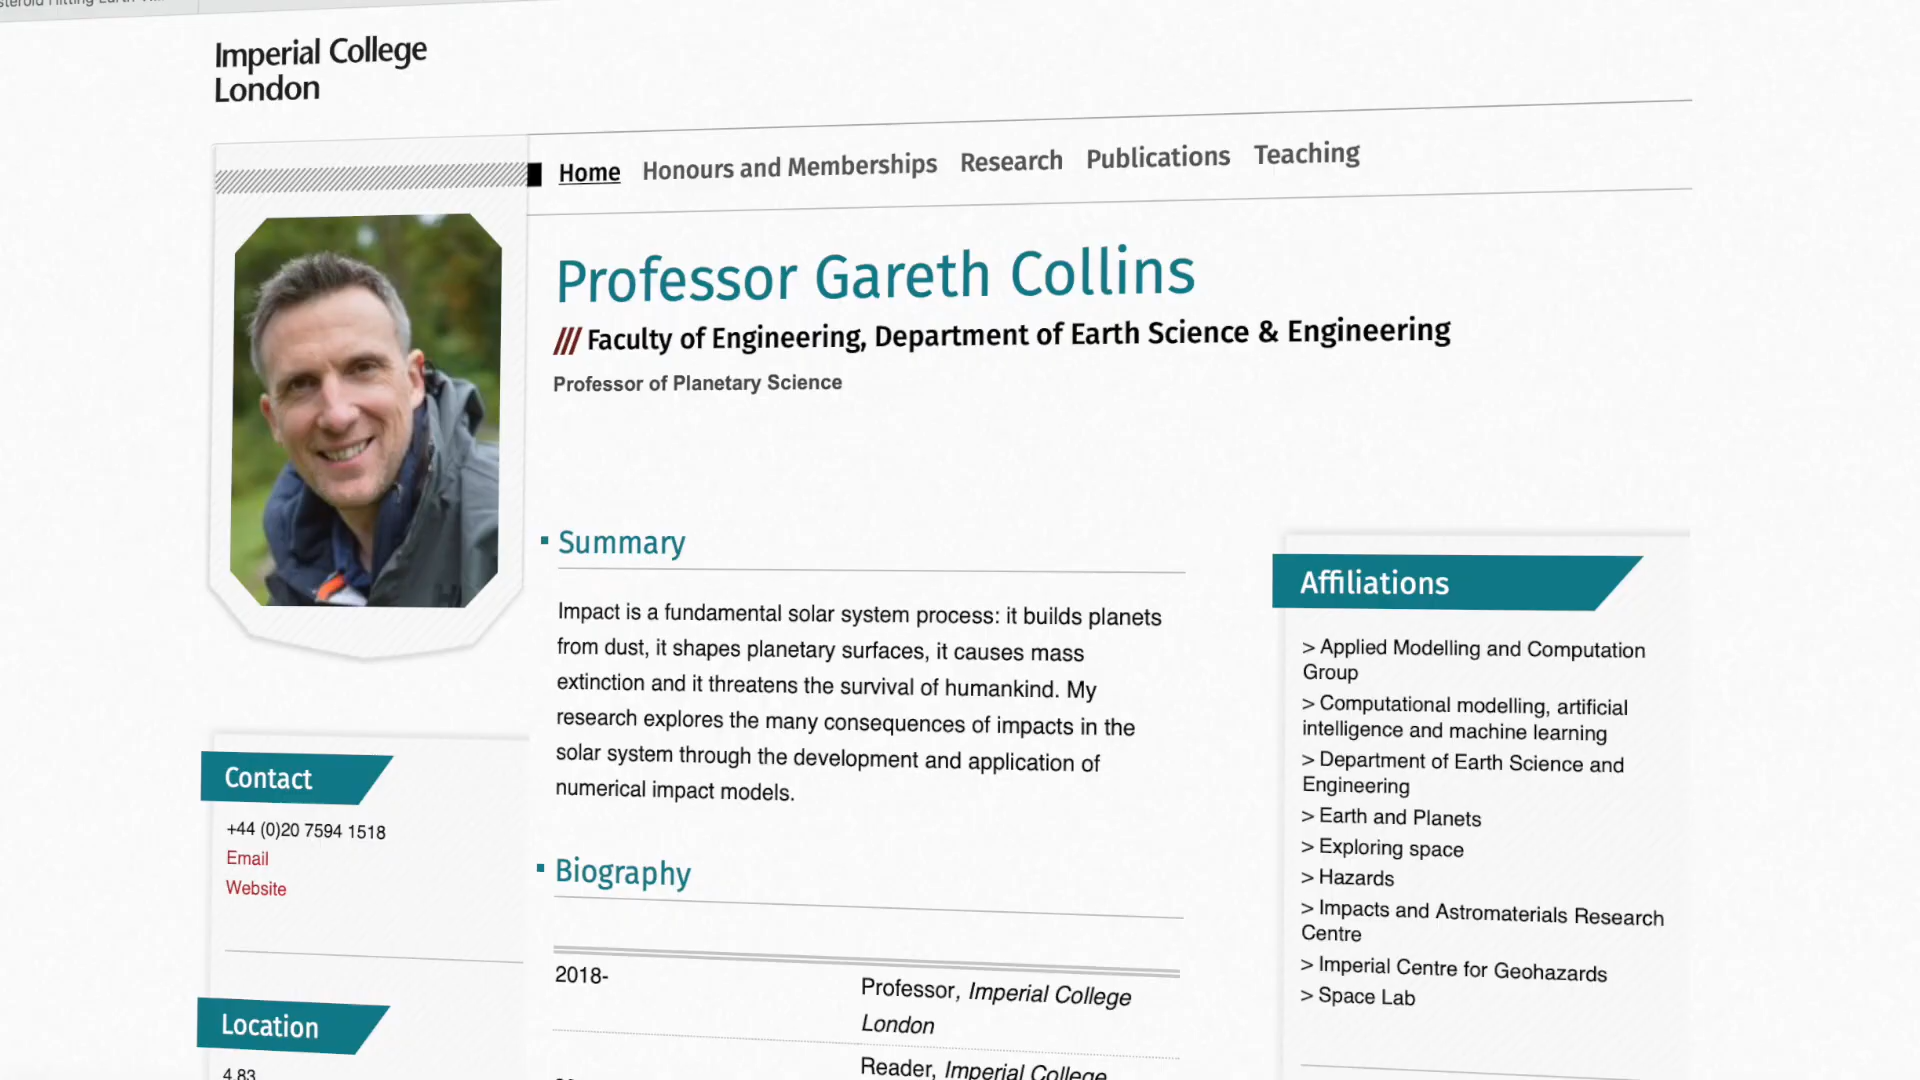 Imperial College
London
Home Honours and Memberships Research Publications Teaching
Professor Gareth Collins
Faculty of Engineering, Department of Earth Science & Engineering
Professor of Planetary Science
Summary
Impact is a fundamental solar system process: it builds planets
from dust, it shapes planetary surfaces, it causes mass
extinction and it threatens the survival of humankind. My
research explores the many consequences of impacts in the
solar system through the development and application of
numerical impact models.
Biography
2018-
Professor, Imperial College
London
Reader, Imperial College
Contact
+44 (0)20 7594 1518
Email
Website
Location
4.83
Affiliations
> Applied Modelling and Computation
Group
> Computational modelling, artificial
intelligence and machine learning
> Department of Earth Science and
Engineering
> Earth and Planets
> Exploring space
> Hazards
> Impacts and Astromaterials Research
Centre
> Imperial Centre for Geohazards
> Space Lab